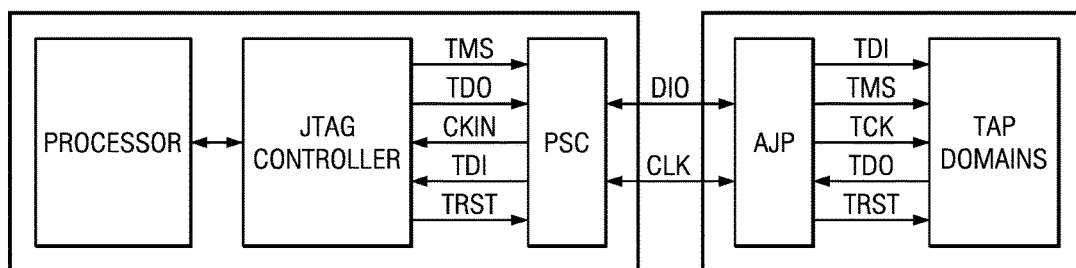 PROCESSOR
JTAG
CONTROLLER
TMS
TDO
CKIN
TDI
TRST
PSC
DIO
CLK
AJP
TDI
TMS
TCK
TDO
TRST
TAP
DOMAINS